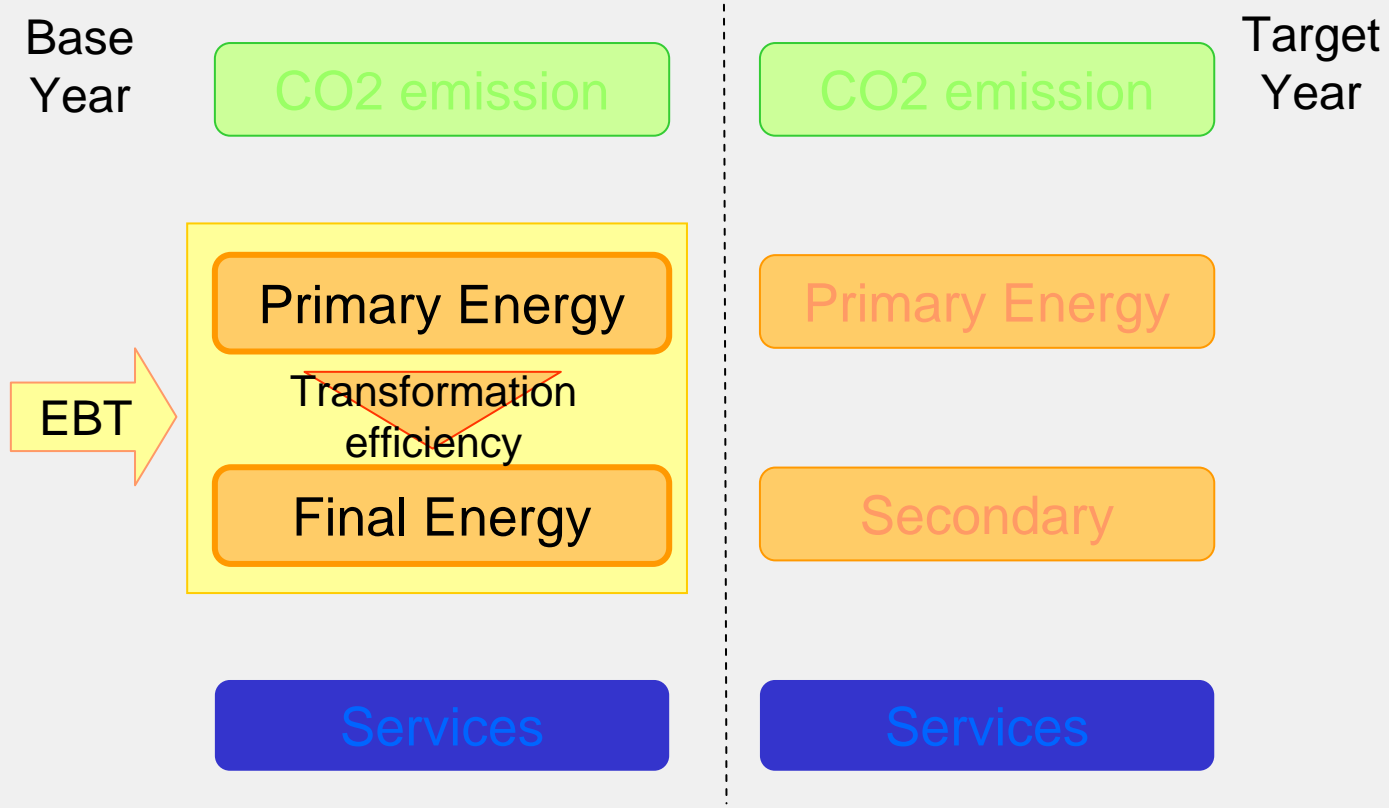 Base
Year
CO2 emission
CO2 emission
Target
Year
Primary Energy
Primary Energy
Transformation
efficiency
EBT
Final Energy
Secondary
Services
Services